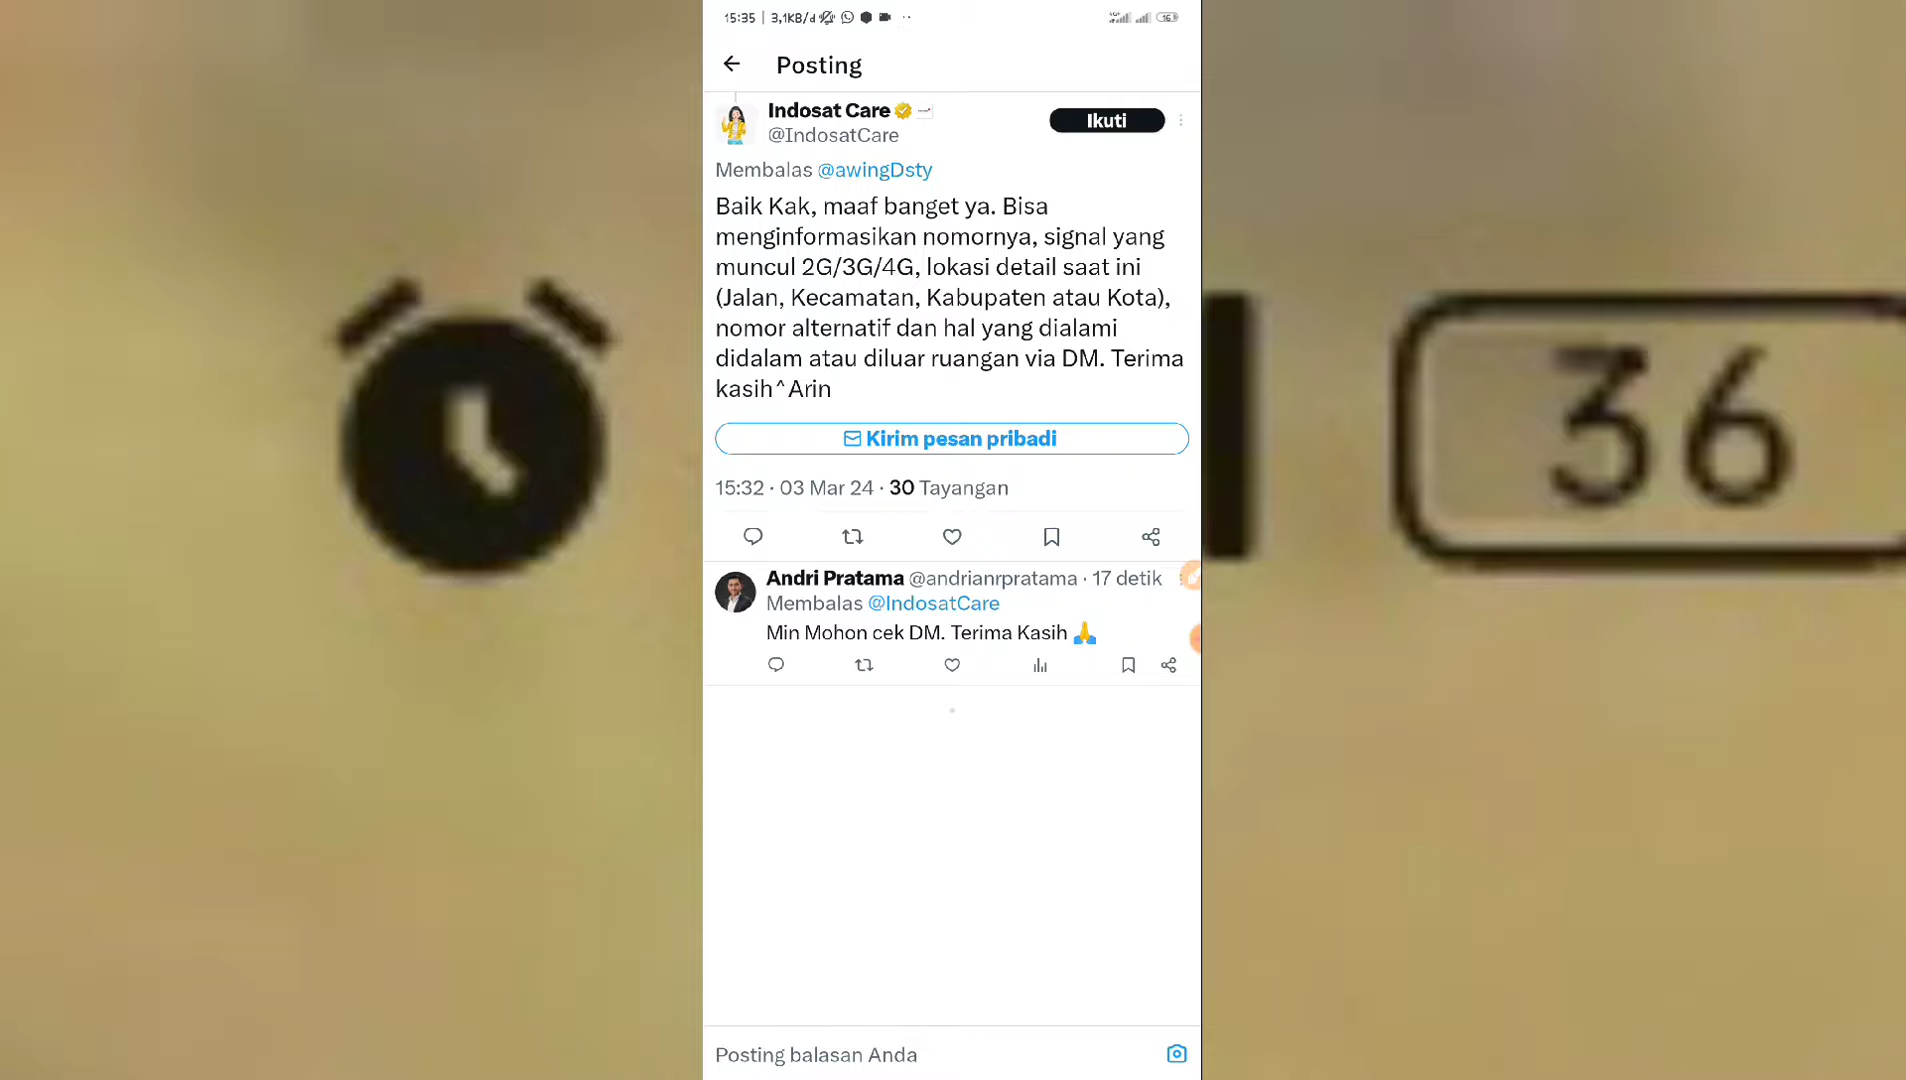 15:35 | 3,1KB/d
16
Posting
Indosat Care
@IndosatCare
Ikuti
Membalas @awingDsty
Baik Kak, maaf banget ya. Bisa
menginformasikan nomornya, signal yang
muncul 2G/3G/4G, lokasi detail saat ini
(Jalan, Kecamatan, Kabupaten atau Kota),
nomor alternatif dan hal yang dialami
didalam atau diluar ruangan via DM. Terima
kasih^Arin
Kirim pesan pribadi
15:32 · 03 Mar 24 · 30 Tayangan
Andri Pratama @andrianrpratama · 17 detik
Membalas @IndosatCare
Min Mohon cek DM. Terima Kasih 🙏
Posting balasan Anda
36